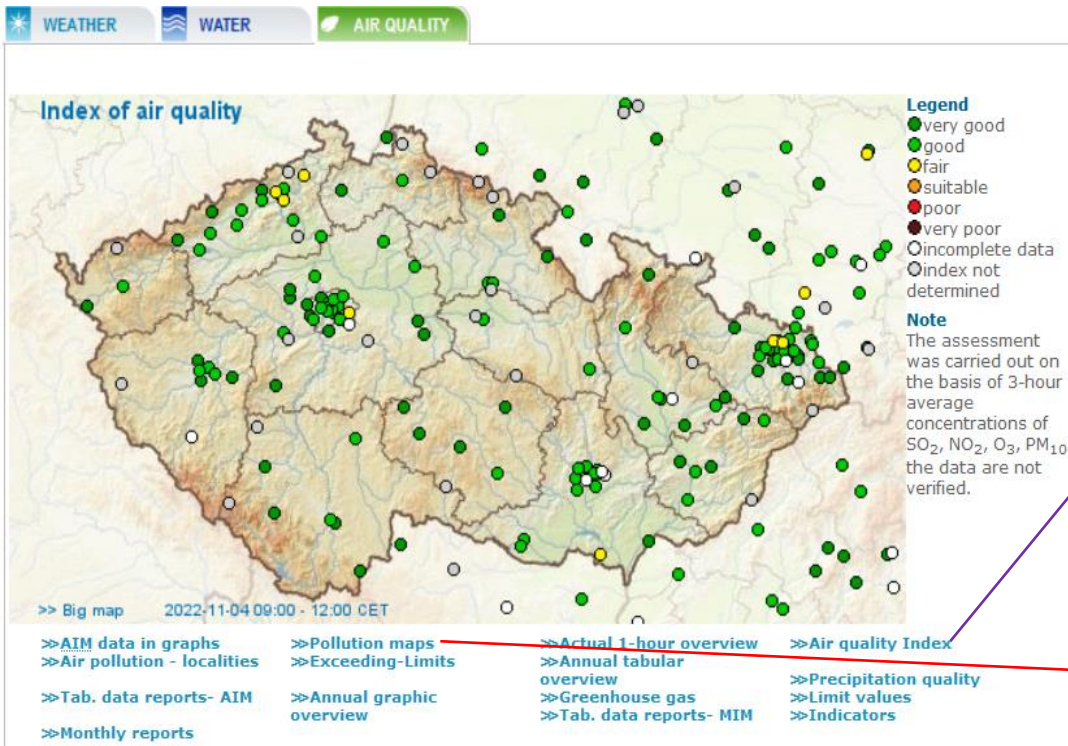 WEATHER
WATER
AIR QUALITY
Index of air quality
Legend
very good
good
fair
suitable
poor
very poor
incomplete data
index not
determined
Note
The assessment
was carried out on
the basis of 3-hour
average
concentrations of
SO2, NO2, O3, PM10
the data are not
verified.
>> Big map 2022-11-04 09:00 - 12:00 CET
>>AIM data in graphs >>Pollution maps >>Actual 1-hour overview >>Air quality Index
>>Air pollution - localities >>Exceeding-Limits >>Annual tabular
overview >>Precipitation quality
>>Tab. data reports- AIM >>Annual graphic >>Greenhouse gas >>Limit values
overview >>Tab. data reports- MIM >>Indicators
>>Monthly reports